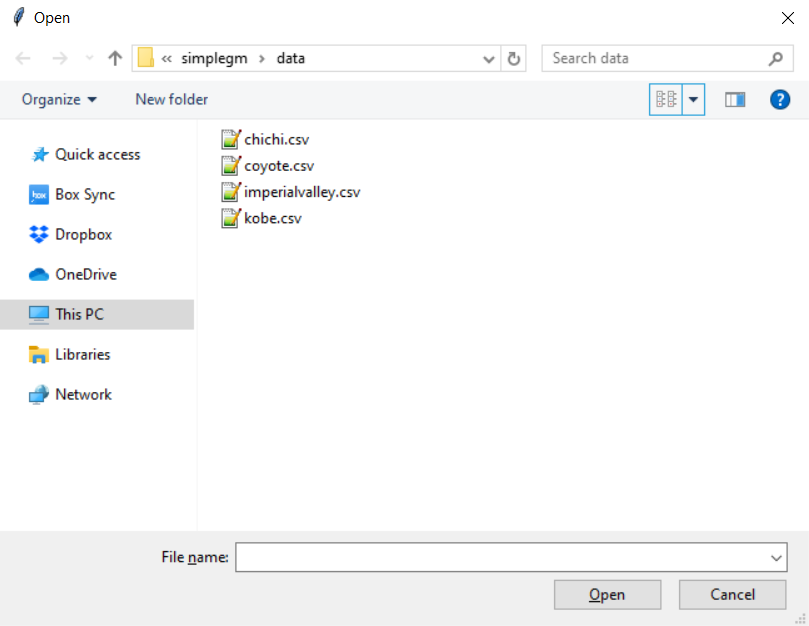 Open
« simplegm > data
Search data
Organize
New folder
?
Quick access
Box Sync
Dropbox
OneDrive
This PC
Libraries
Network
chichi.csv
coyote.csv
imperialvalley.csv
kobe.csv
box
File name:
Open
Cancel